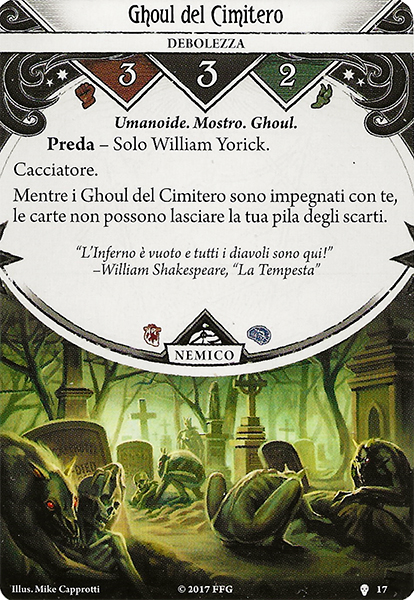 Ghoul del Cimitero
DEBOLEZZA
3 3 2
Umanoide. Mostro. Ghoul.
Preda – Solo William Yorick.
Cacciatore.
Mentre i Ghoul del Cimitero sono impegnati con te,
le carte non possono lasciare la tua pila degli scarti.
“L’Inferno è vuoto e tutti i diavoli sono qui!”
–William Shakespeare, “La Tempesta”
NEMICO
DIED
Illus. Mike Capprotti
© 2017 FFG
17